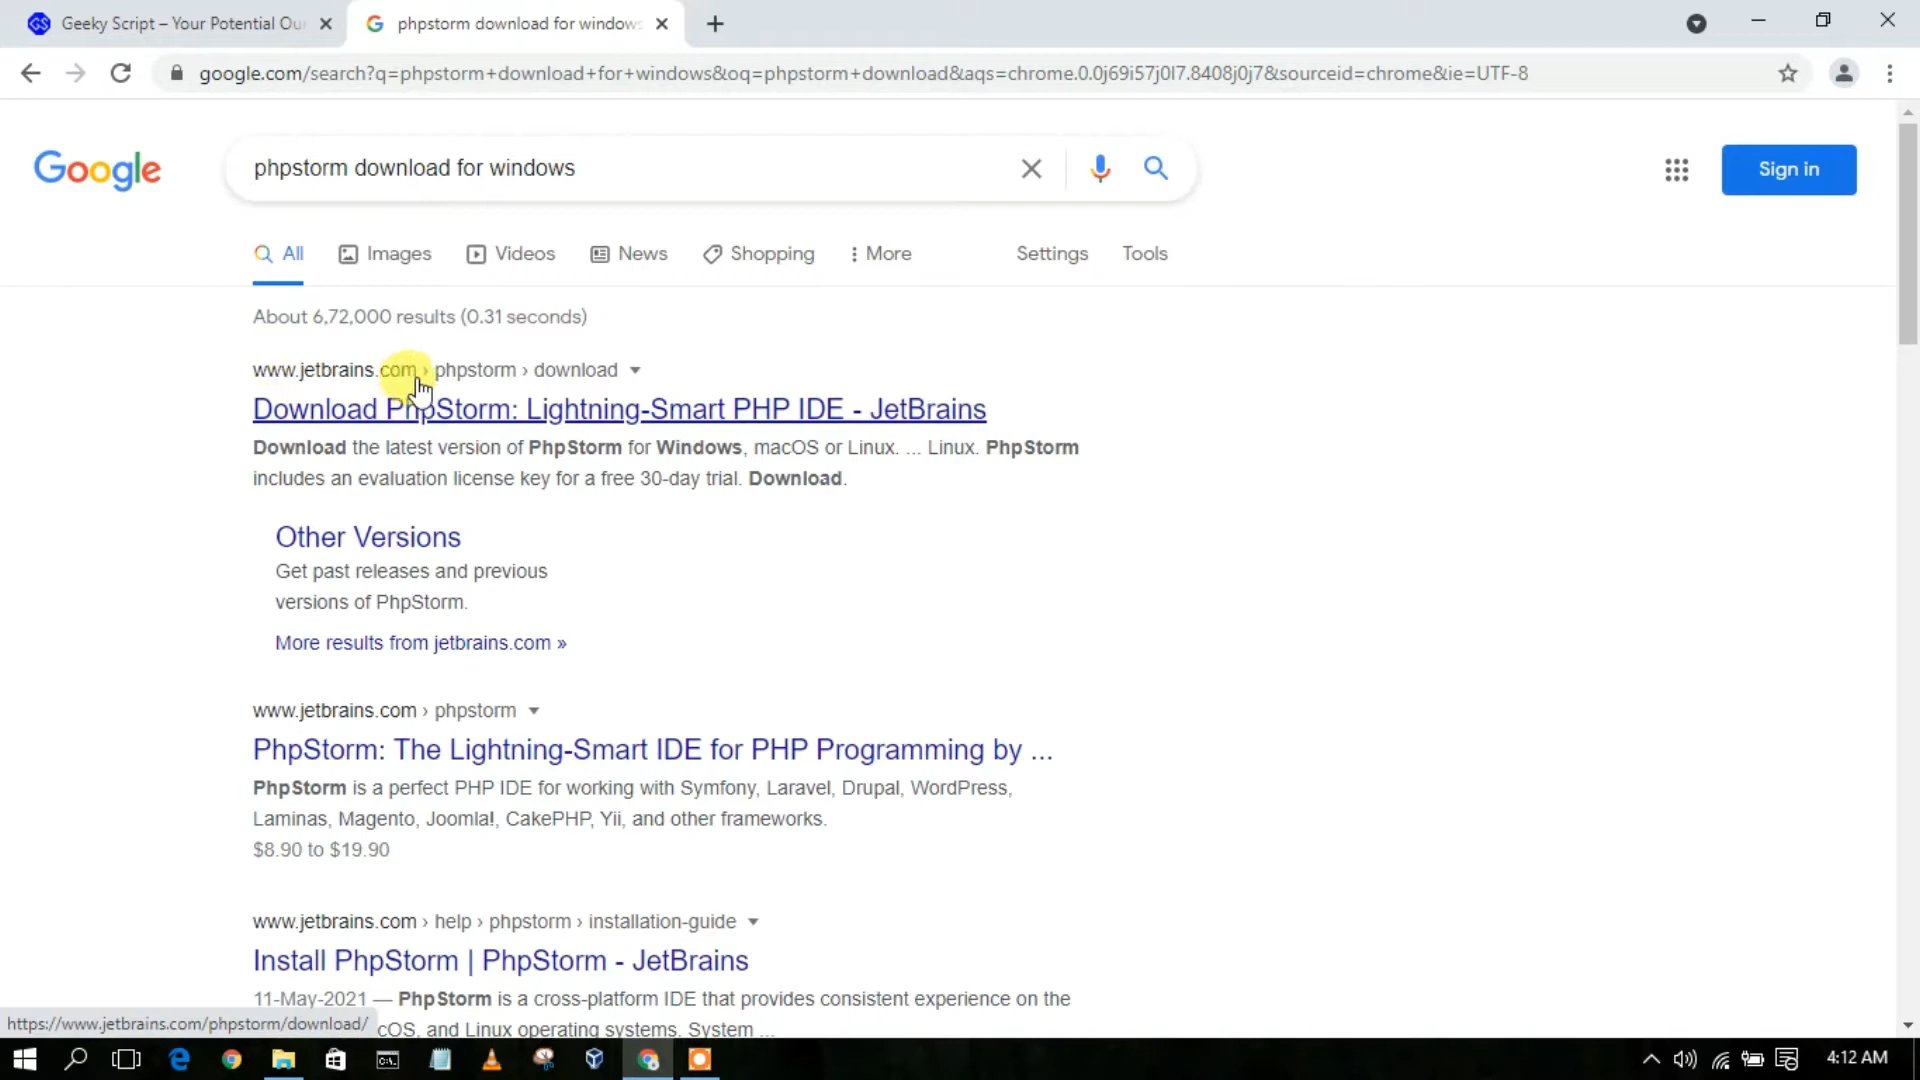 Geeky Script – Your Potential Our
phpstorm download for windows
google.com/search?q=phpstorm+download+for+windows&oq=phpstorm+download&aqs=chrome.0.0j69i57j0l7.8408j0j7&sourceid=chrome&ie=UTF-8
Google
phpstorm download for windows
Sign in
All
Images
Videos
News
Shopping
More
Settings
Tools
About 6,72,000 results (0.31 seconds)
www.jetbrains.com › phpstorm › download
Download PhpStorm: Lightning-Smart PHP IDE - JetBrains
Download the latest version of PhpStorm for Windows, macOS or Linux. ... Linux. PhpStorm
includes an evaluation license key for a free 30-day trial. Download.
Other Versions
Get past releases and previous
versions of PhpStorm.
More results from jetbrains.com »
www.jetbrains.com › phpstorm
PhpStorm: The Lightning-Smart IDE for PHP Programming by ...
PhpStorm is a perfect PHP IDE for working with Symfony, Laravel, Drupal, WordPress,
Laminas, Magento, Joomla!, CakePHP, Yii, and other frameworks.
$8.90 to $19.90
www.jetbrains.com › help › phpstorm › installation-guide
Install PhpStorm | PhpStorm - JetBrains
11-May-2021 — PhpStorm is a cross-platform IDE that provides consistent experience on the
cOS, and Linux operating systems. System ...
https://www.jetbrains.com/phpstorm/download/
4:12 AM